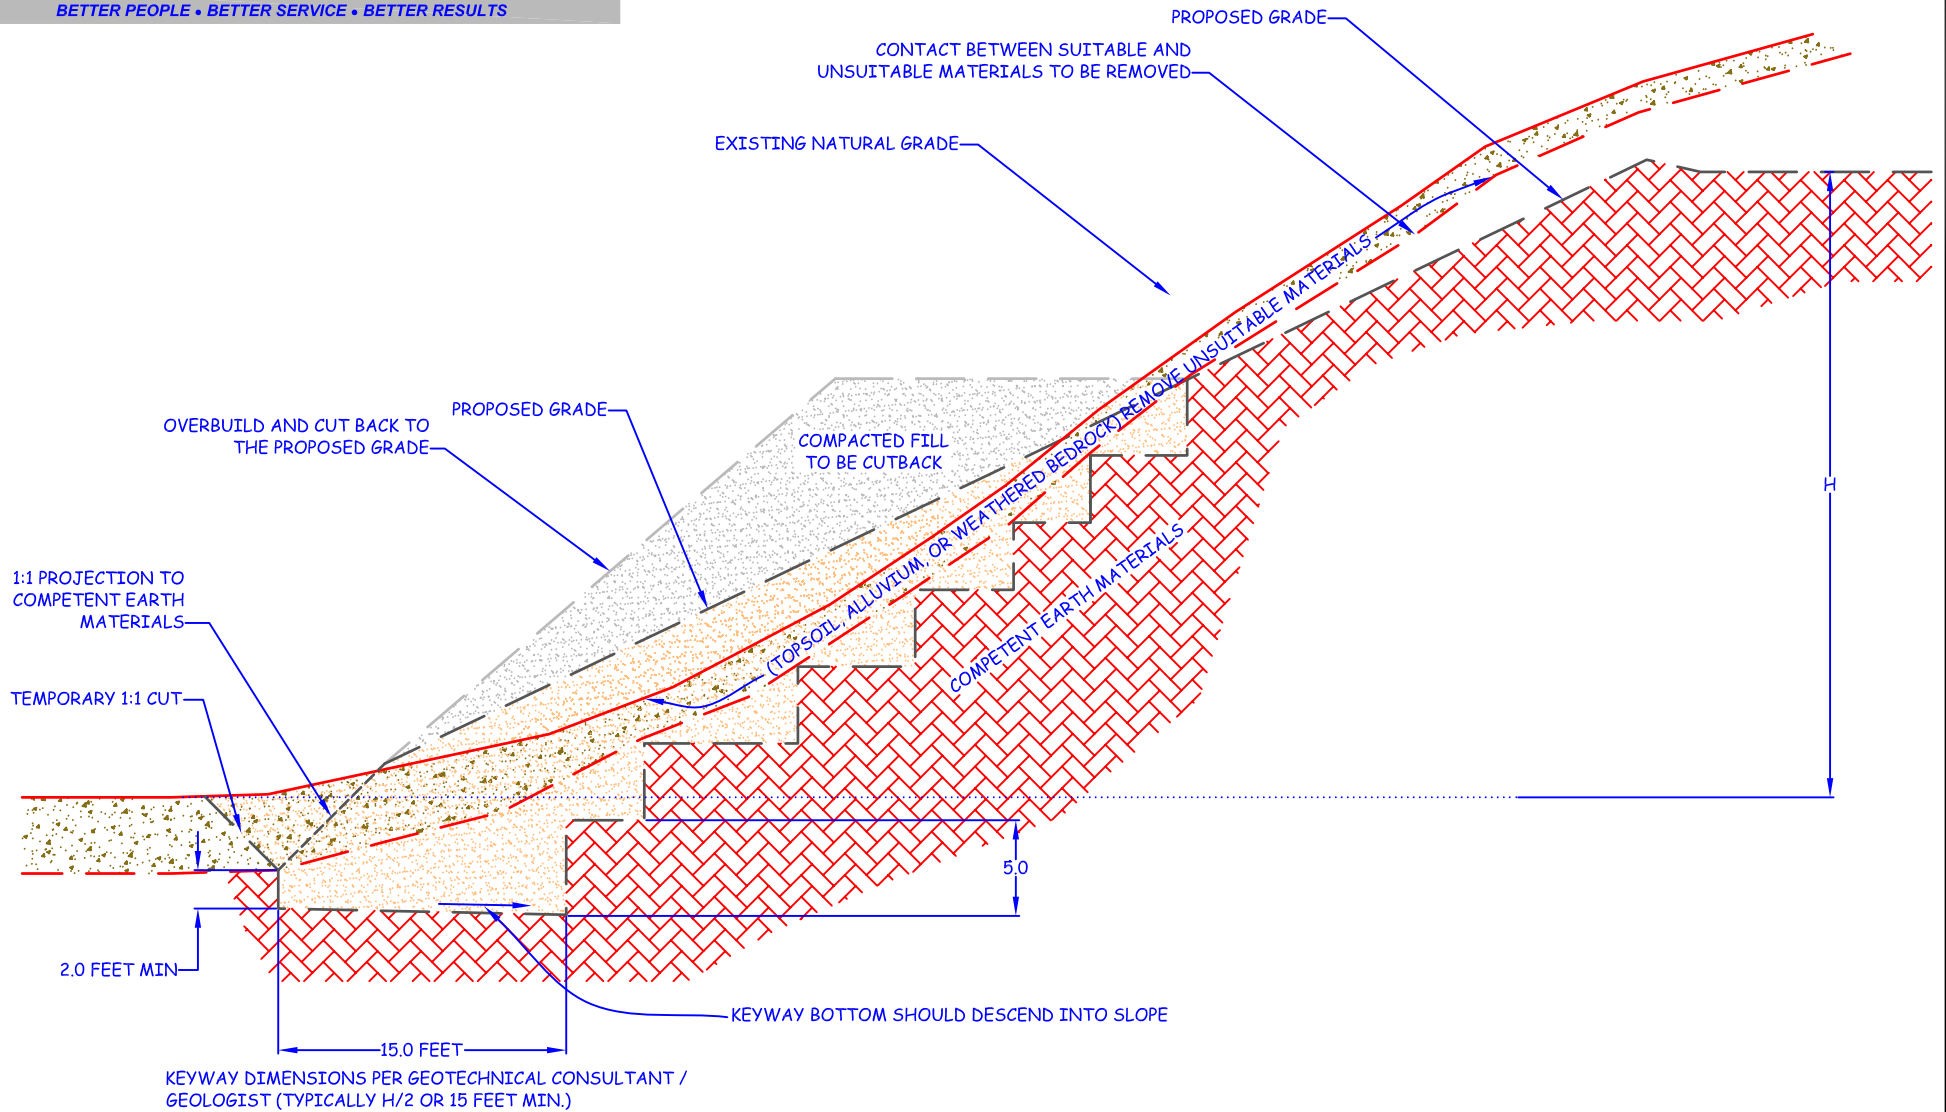 BETTER PEOPLE • BETTER SERVICE • BETTER RESULTS
PROPOSED GRADE
CONTACT BETWEEN SUITABLE AND
UNSUITABLE MATERIALS TO BE REMOVED
EXISTING NATURAL GRADE
REMOVE UNSUITABLE MATERIALS
(TOPSOIL, ALLUVIUM, OR WEATHERED BEDROCK)
OVERBUILD AND CUT BACK TO
THE PROPOSED GRADE
PROPOSED GRADE
COMPACTED FILL
TO BE CUTBACK
H
COMPETENT EARTH MATERIALS
1:1 PROJECTION TO
COMPETENT EARTH
MATERIALS
TEMPORARY 1:1 CUT
5.0
2.0 FEET MIN
KEYWAY BOTTOM SHOULD DESCEND INTO SLOPE
15.0 FEET
KEYWAY DIMENSIONS PER GEOTECHNICAL CONSULTANT /
GEOLOGIST (TYPICALLY H/2 OR 15 FEET MIN.)